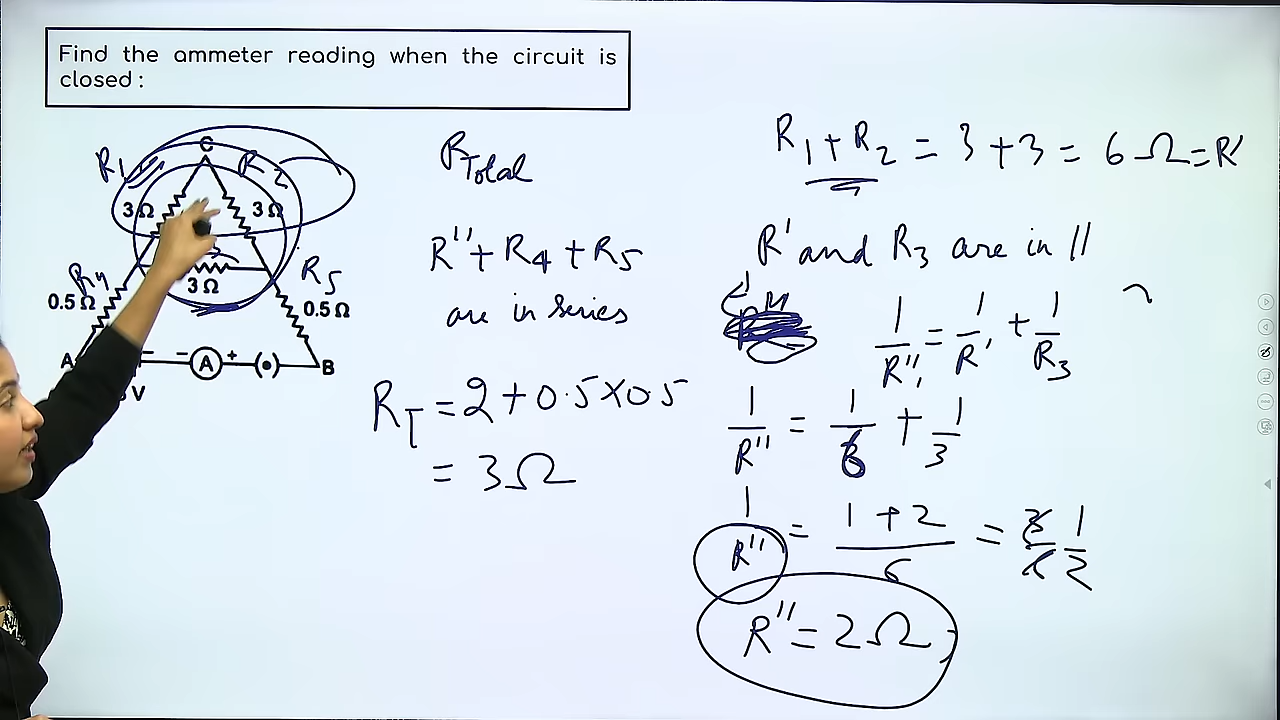 Find the ammeter reading when the circuit is
closed :
C
R1
R2
3 Ω
3 Ω
3 Ω
R4
R5
0.5 Ω
0.5 Ω
A
− A + (•)
B
V
RTotal
R'' + R4 + R5
are in series
RT = 2 + 0.5 × 0.5
= 3 Ω
R1 + R2 = 3 + 3 = 6 Ω = R'
R' and R3 are in //
1/R'' = 1/R' + 1/R3
1/R'' = 1/6 + 1/3
1/R'' = 1 + 2/6 = 3/6 1/2
R'' = 2 Ω